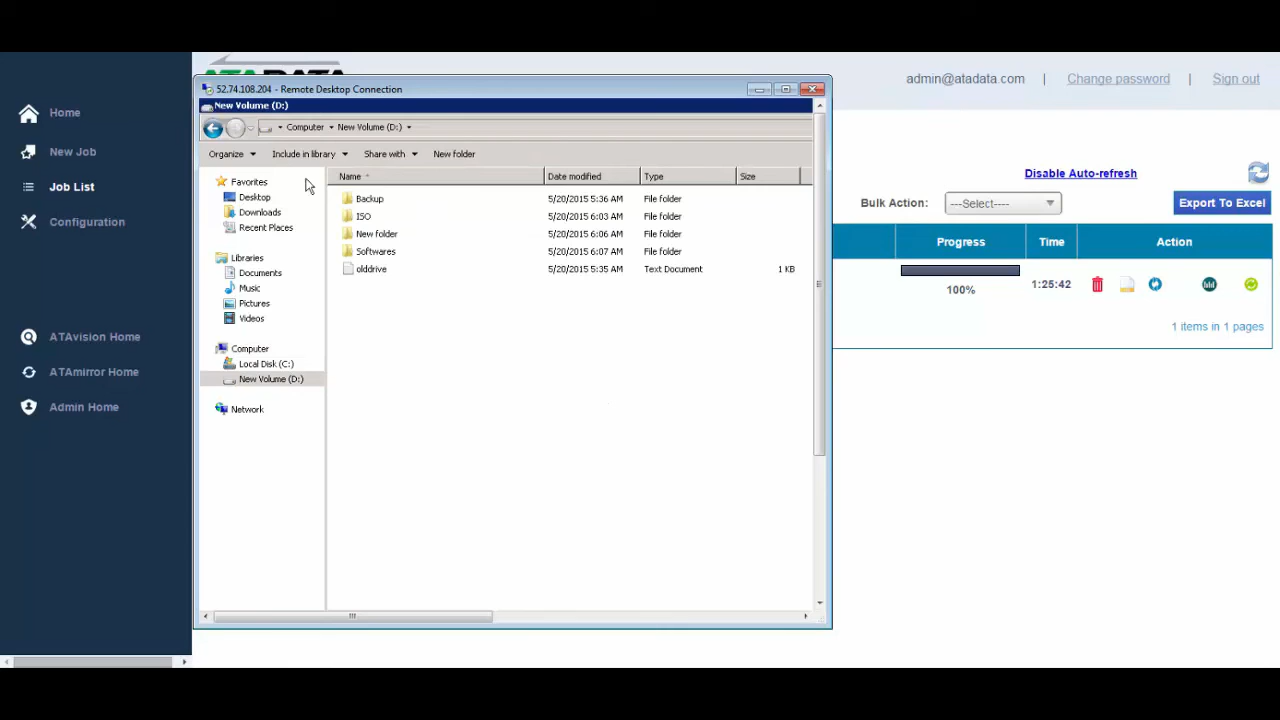 Home
New Job
Job List
Configuration
ATAvision Home
ATAmirror Home
Admin Home
ATADATA
admin@atadata.com | Change password | Sign out
52.74.108.204 - Remote Desktop Connection
New Volume (D:)
Computer New Volume (D:)
Organize Include in library Share with New folder
Favorites
Desktop
Downloads
Recent Places
Libraries
Documents
Music
Pictures
Videos
Computer
Local Disk (C:)
New Volume (D:)
Network
Name Date modified Type Size
Backup 5/20/2015 5:36 AM File folder
ISO 5/20/2015 6:03 AM File folder
New folder 5/20/2015 6:06 AM File folder
Softwares 5/20/2015 6:07 AM File folder
olddrive 5/20/2015 5:35 AM Text Document 1 KB
Disable Auto-refresh
Bulk Action: ---Select---- Export To Excel
Progress Time Action
100% 1:25:42
1 items in 1 pages